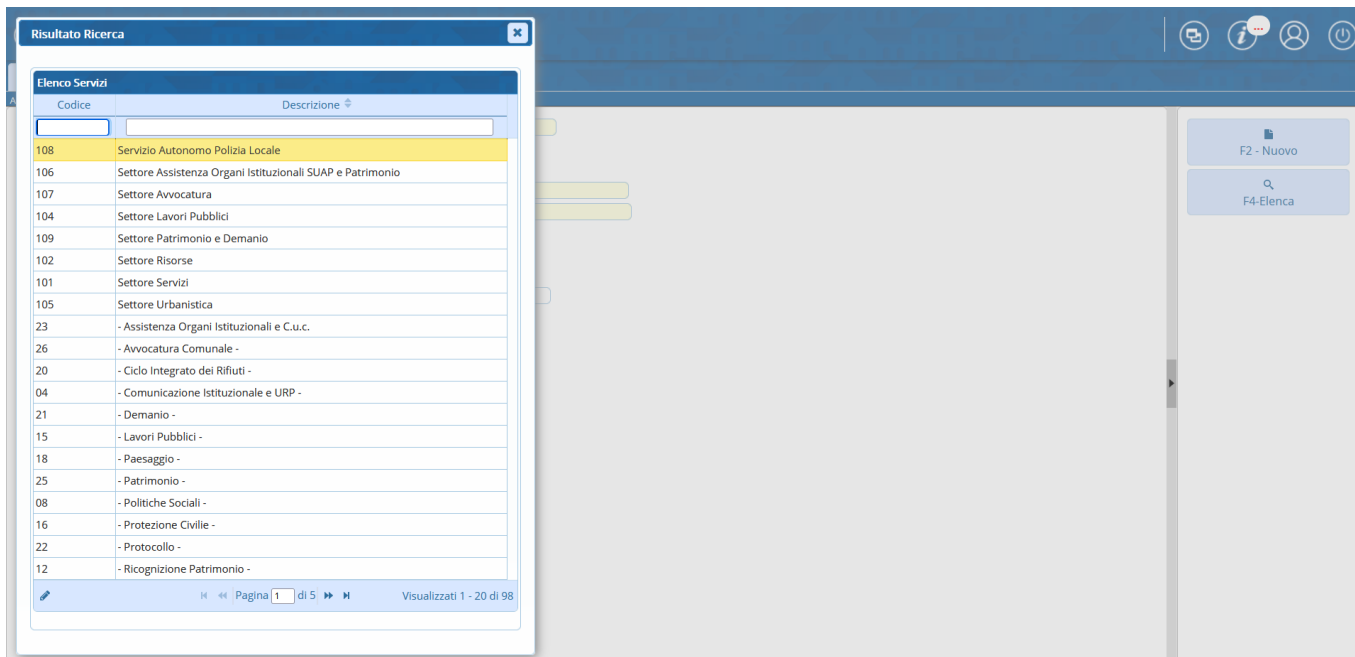 Risultato Ricerca
Elenco Servizi
Codice Descrizione
108 Servizio Autonomo Polizia Locale
106 Settore Assistenza Organi Istituzionali SUAP e Patrimonio
107 Settore Avvocatura
104 Settore Lavori Pubblici
109 Settore Patrimonio e Demanio
102 Settore Risorse
101 Settore Servizi
105 Settore Urbanistica
23 - Assistenza Organi Istituzionali e C.u.c.
26 - Avvocatura Comunale -
20 - Ciclo Integrato dei Rifiuti -
04 - Comunicazione Istituzionale e URP -
21 - Demanio -
15 - Lavori Pubblici -
18 - Paesaggio -
25 - Patrimonio -
08 - Politiche Sociali -
16 - Protezione Civilie -
22 - Protocollo -
12 - Ricognizione Patrimonio -
Pagina 1 di 5 Visualizzati 1 - 20 di 98
...
F2 - Nuovo
F4-Elenca